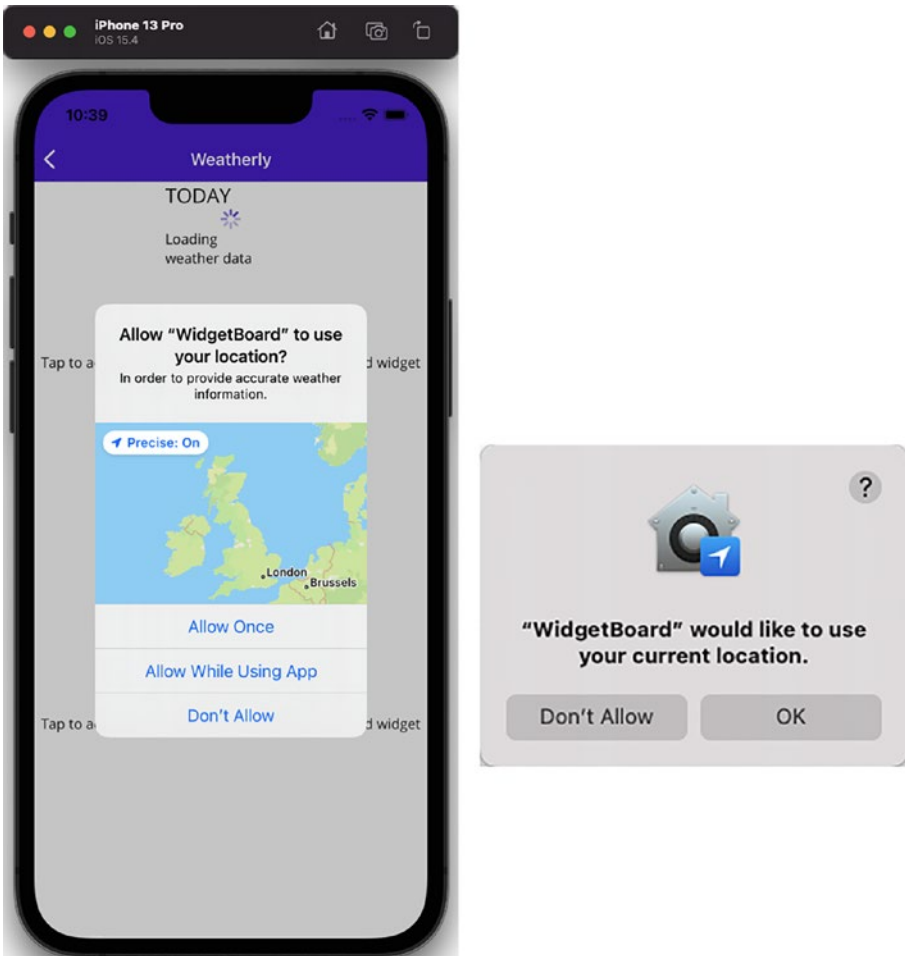 iPhone 13 Pro
iOS 15.4
10:39
Weatherly
TODAY
Loading
weather data
Allow “WidgetBoard” to use
your location?
In order to provide accurate weather
information.
Tap to a
d widget
Precise: On
London
Brussels
Allow Once
Allow While Using App
Don’t Allow
Tap to a
d widget
?
“WidgetBoard” would like to use
your current location.
Don’t Allow
OK